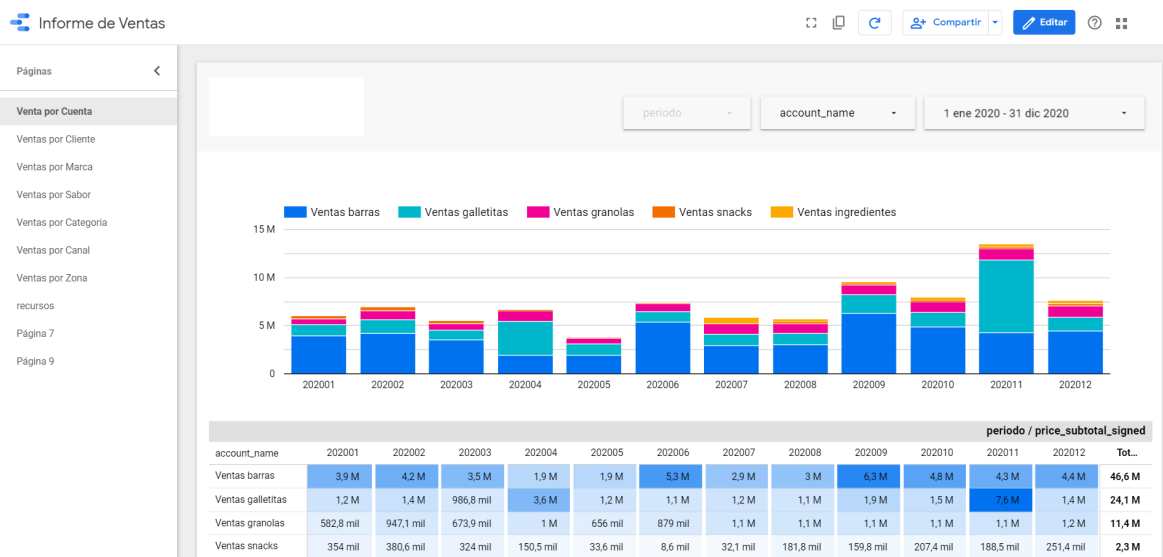 Informe de Ventas
Compartir
Editar
Páginas
Venta por Cuenta
Ventas por Cliente
Ventas por Marca
Ventas por Sabor
Ventas por Categoria
Ventas por Canal
Ventas por Zona
recursos
Página 7
Página 9
periodo
account_name
1 ene 2020 - 31 dic 2020
Ventas barras Ventas galletitas Ventas granolas Ventas snacks Ventas ingredientes
15 M
10 M
5 M
0
202001 202002 202003 202004 202005 202006 202007 202008 202009 202010 202011 202012
periodo / price_subtotal_signed
account_name 202001 202002 202003 202004 202005 202006 202007 202008 202009 202010 202011 202012 Tot...
Ventas barras 3,9 M 4,2 M 3,5 M 1,9 M 1,9 M 5,3 M 2,9 M 3 M 6,3 M 4,8 M 4,3 M 4,4 M 46,6 M
Ventas galletitas 1,2 M 1,4 M 986,8 mil 3,6 M 1,2 M 1,1 M 1,2 M 1,1 M 1,9 M 1,5 M 7,6 M 1,4 M 24,1 M
Ventas granolas 582,8 mil 947,1 mil 673,9 mil 1 M 656 mil 879 mil 1,1 M 1,1 M 1,1 M 1,1 M 1,1 M 1,2 M 11,4 M
Ventas snacks 354 mil 380,6 mil 324 mil 150,5 mil 33,6 mil 8,6 mil 32,1 mil 181,8 mil 159,8 mil 207,4 mil 188,5 mil 251,4 mil 2,3 M